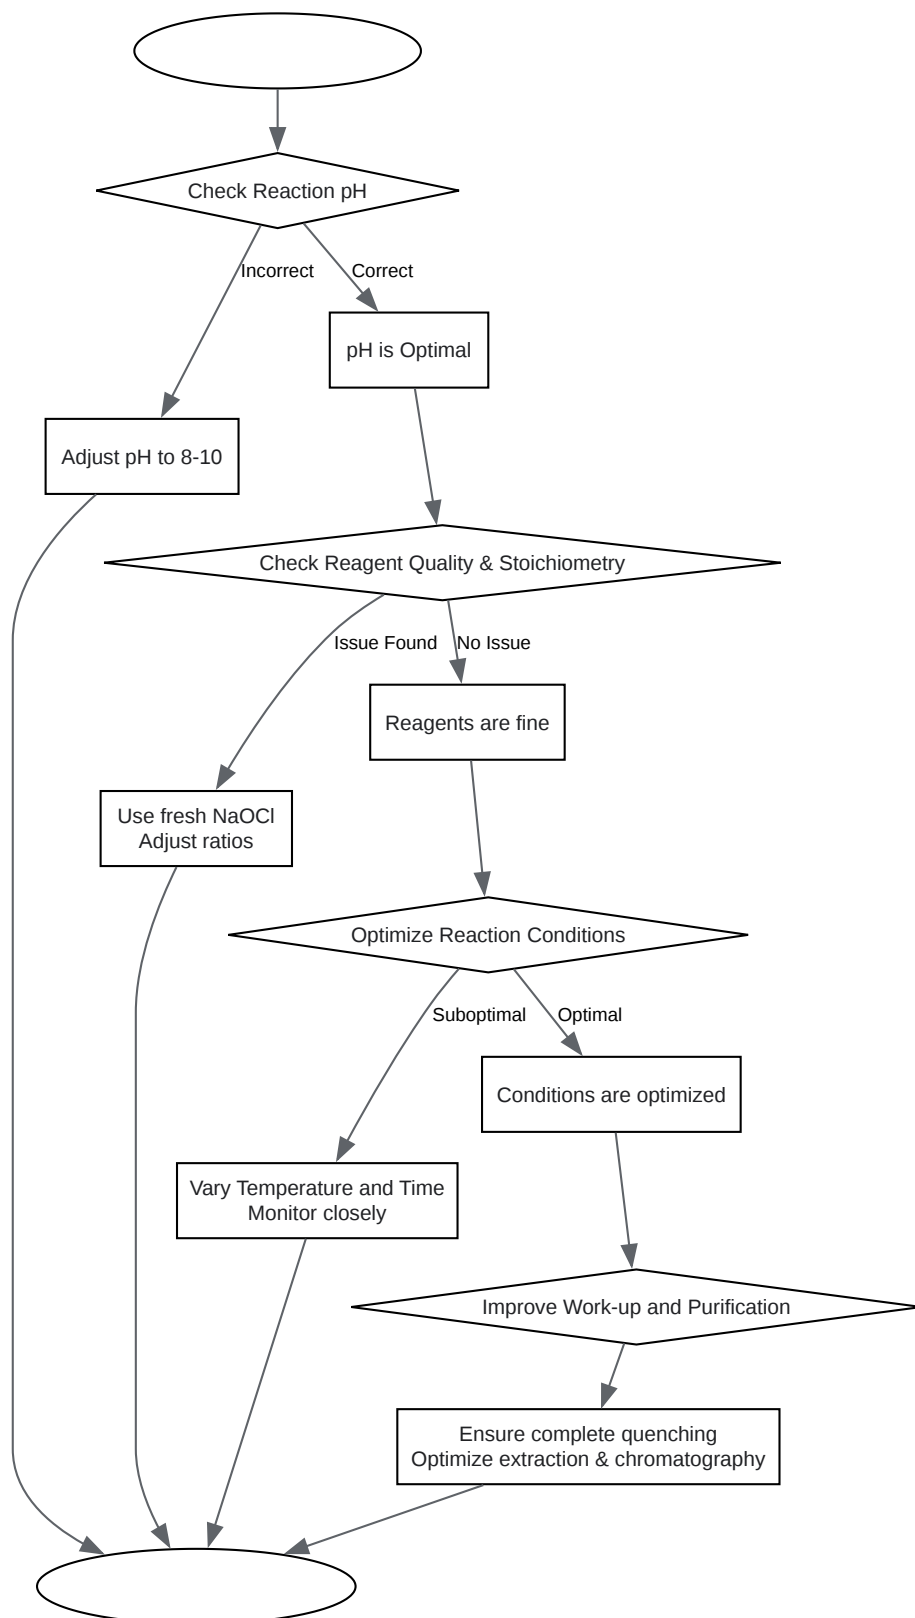 Check Reaction pH
Incorrect
Correct
pH is Optimal
Adjust pH to 8-10
Check Reagent Quality & Stoichiometry
Issue Found
No Issue
Reagents are fine
Use fresh NaOCl
Adjust ratios
Optimize Reaction Conditions
Suboptimal
Optimal
Conditions are optimized
Vary Temperature and Time
Monitor closely
Improve Work-up and Purification
Ensure complete quenching
Optimize extraction & chromatography